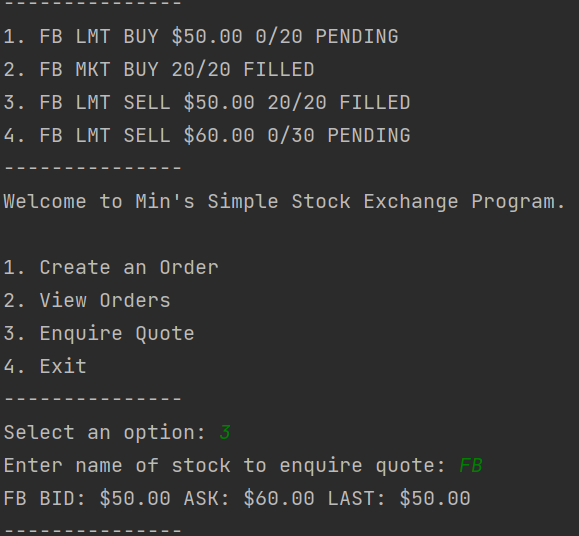 ---------------
1. FB LMT BUY $50.00 0/20 PENDING
2. FB MKT BUY 20/20 FILLED
3. FB LMT SELL $50.00 20/20 FILLED
4. FB LMT SELL $60.00 0/30 PENDING
---------------
Welcome to Min's Simple Stock Exchange Program.
1. Create an Order
2. View Orders
3. Enquire Quote
4. Exit
---------------
Select an option: 3
Enter name of stock to enquire quote: FB
FB BID: $50.00 ASK: $60.00 LAST: $50.00
---------------